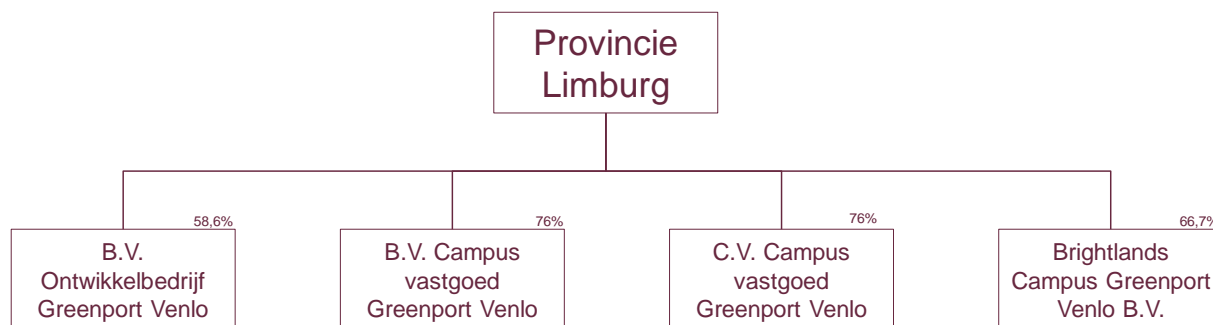 Provincie
Limburg
58,6%
76%
76%
66,7%
B.V.
Ontwikkelbedrijf
Greenport Venlo
B.V. Campus
vastgoed
Greenport Venlo
C.V. Campus
vastgoed
Greenport Venlo
Brightlands
Campus Greenport
Venlo B.V.